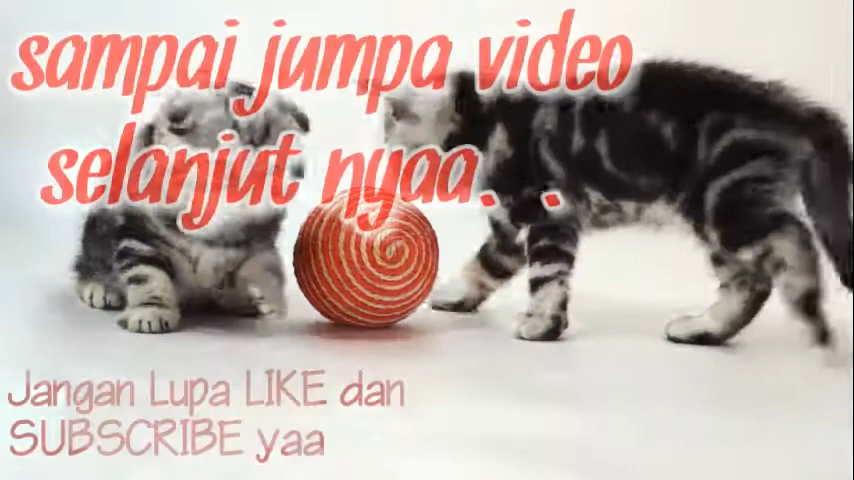 sampai jumpa video
selanjut nyaa. .
Jangan Lupa LIKE dan
SUBSCRIBE yaa